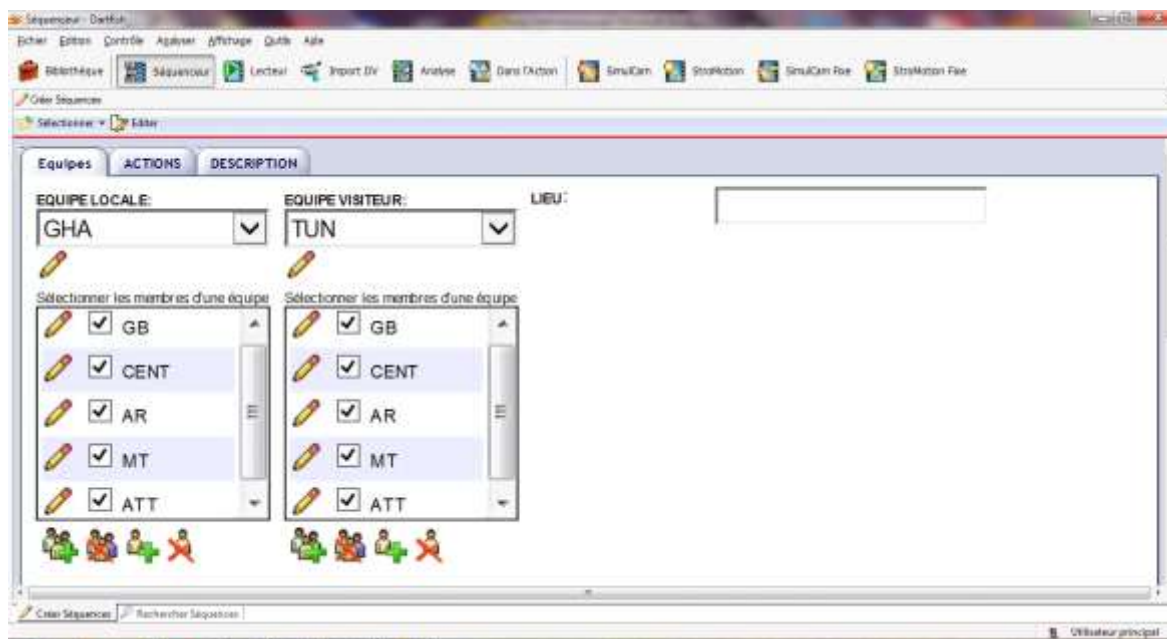 Séquenceur - Dartfish
Fichier Edition Contrôle Analyser Affichage Outils Aide
Bibliothèque Séquenceur Lecteur Import DV Analyse Dans l'Action SimulCam StroMotion SimulCam Fixe StroMotion Fixe
Créer Séquences
Sélectionner Editer
Equipes ACTIONS DESCRIPTION
EQUIPE LOCALE: EQUIPE VISITEUR: LIEU:
GHA TUN
Sélectionner les membres d'une équipe Sélectionner les membres d'une équipe
GB GB
CENT CENT
AR AR
MT MT
ATT ATT
Créer Séquences Rechercher Séquences
Utilisateur principal